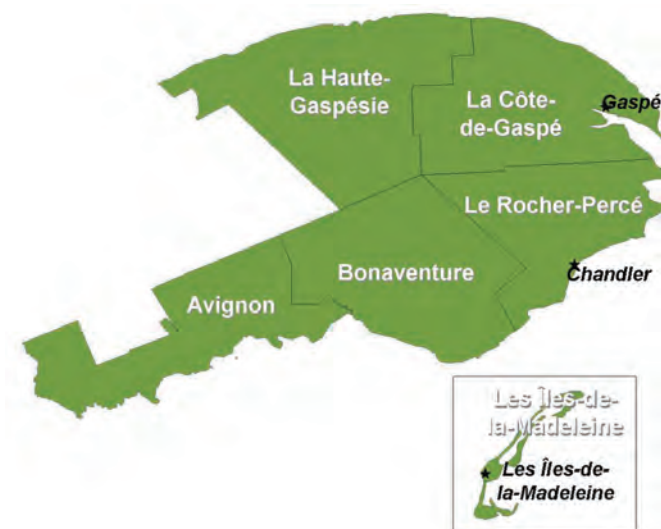 La Haute-
Gaspésie
La Côte-
de-Gaspé
Gaspé
Le Rocher-Percé
Chandler
Bonaventure
Avignon
Les Îles-de-
la-Madeleine
Les Îles-de-
la-Madeleine